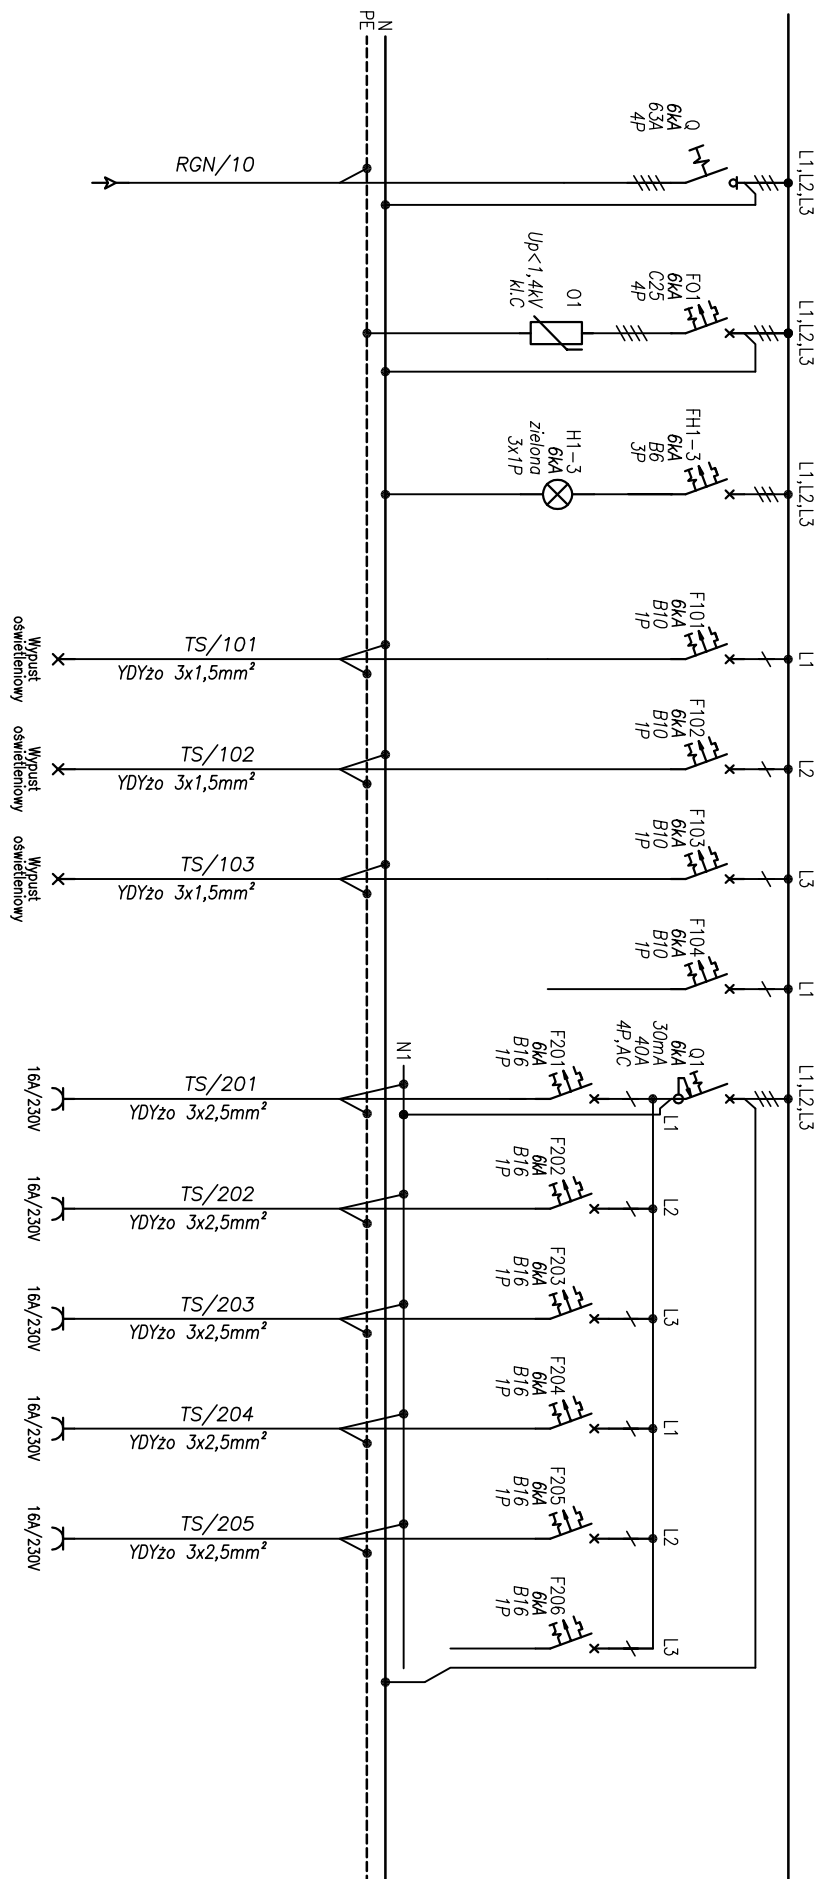 L1,L2,L3
Q
6kA
63A
4P
RGN/10
N
PE
L1,L2,L3
FO1
6kA
C25
4P
O1
Up<1,4kV
kl.C
L1,L2,L3
FH1-3
6kA
B6
3P
H1-3
6kA
zielona
3x1P
L1
F101
6kA
B10
1P
TS/101
YDYżo 3x1,5mm²
Wypust
oświetleniowy
L2
F102
6kA
B10
1P
TS/102
YDYżo 3x1,5mm²
Wypust
oświetleniowy
L3
F103
6kA
B10
1P
TS/103
YDYżo 3x1,5mm²
Wypust
oświetleniowy
L1
F104
6kA
B10
1P
L1,L2,L3
Q1
6kA
30mA
40A
4P,AC
N1
L1
F201
6kA
B16
1P
TS/201
YDYżo 3x2,5mm²
16A/230V
L2
F202
6kA
B16
1P
TS/202
YDYżo 3x2,5mm²
16A/230V
L3
F203
6kA
B16
1P
TS/203
YDYżo 3x2,5mm²
16A/230V
L1
F204
6kA
B16
1P
TS/204
YDYżo 3x2,5mm²
16A/230V
L2
F205
6kA
B16
1P
TS/205
YDYżo 3x2,5mm²
16A/230V
L3
F206
6kA
B16
1P